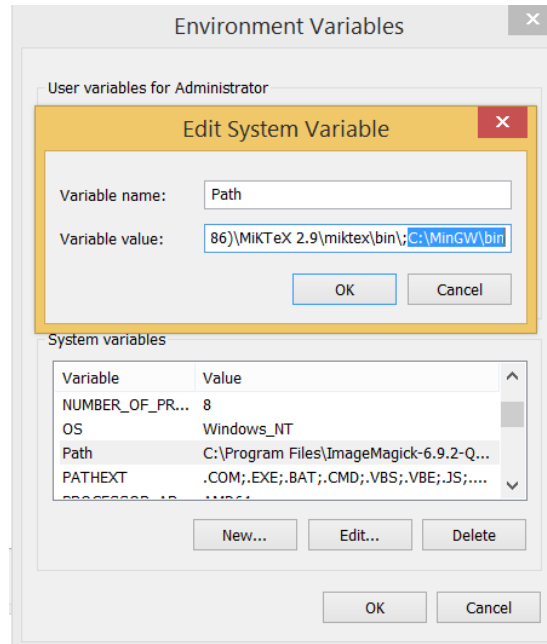 Environment Variables
User variables for Administrator
Edit System Variable
Variable name: Path
Variable value: 86)\MiKTeX 2.9\miktex\bin\;C:\MinGW\bin
OK Cancel
System variables
Variable Value
NUMBER_OF_PR... 8
OS Windows_NT
Path C:\Program Files\ImageMagick-6.9.2-Q...
PATHEXT .COM;.EXE;.BAT;.CMD;.VBS;.VBE;.JS;....
New... Edit... Delete
OK Cancel